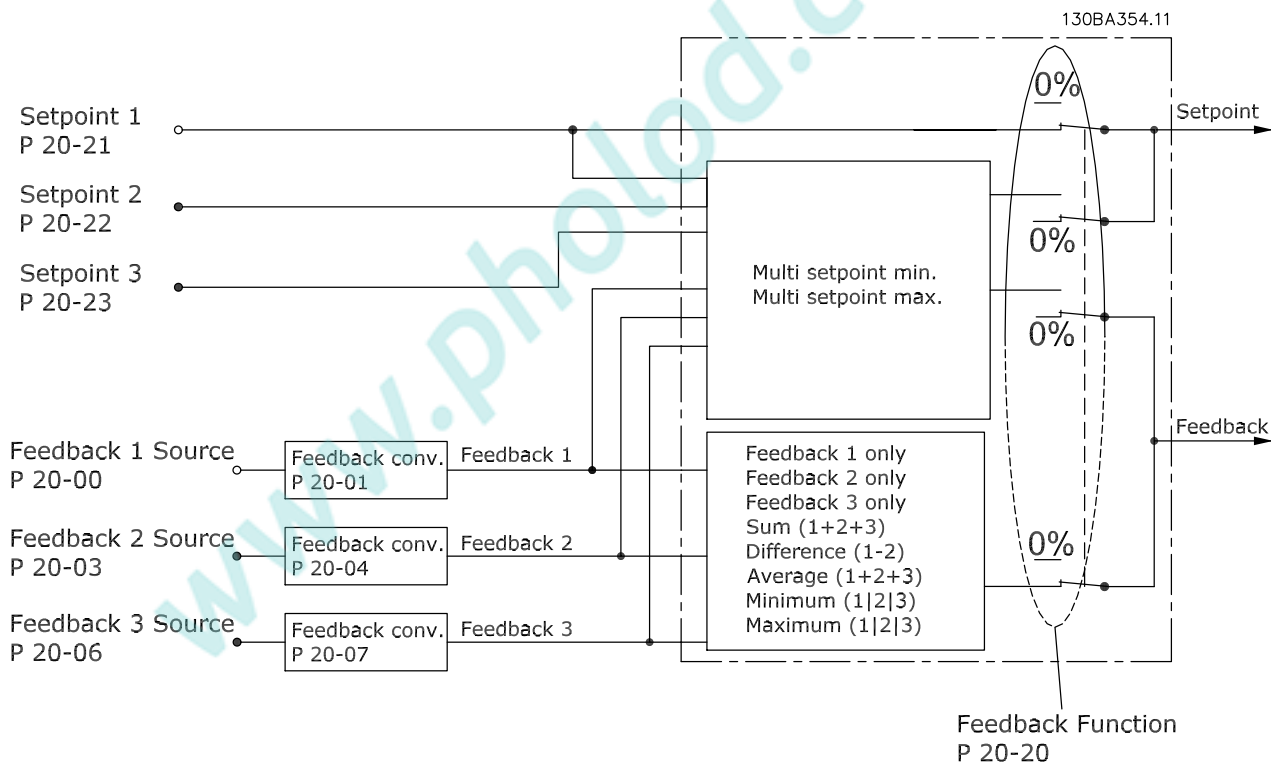 130BA354.11
Setpoint 1
P 20-21
Setpoint 2
P 20-22
Setpoint 3
P 20-23
0%
Setpoint
0%
Multi setpoint min.
Multi setpoint max.
0%
Feedback
Feedback 1 Source
P 20-00
Feedback conv.
P 20-01
Feedback 1
Feedback 2 Source
P 20-03
Feedback conv.
P 20-04
Feedback 2
Feedback 3 Source
P 20-06
Feedback conv.
P 20-07
Feedback 3
Feedback 1 only
Feedback 2 only
Feedback 3 only
Sum (1+2+3)
Difference (1-2)
Average (1+2+3)
Minimum (1|2|3)
Maximum (1|2|3)
0%
Feedback Function
P 20-20
www.pholod.c